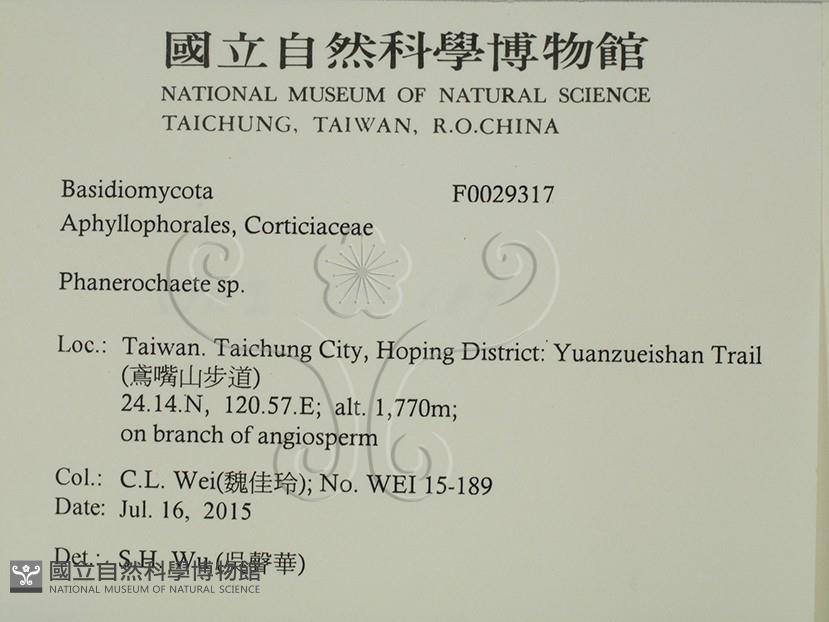 國立自然科學博物館
NATIONAL MUSEUM OF NATURAL SCIENCE
TAICHUNG, TAIWAN, R.O.CHINA
Basidiomycota F0029317
Aphyllophorales, Corticiaceae
Phanerochaete sp.
Loc.: Taiwan. Taichung City, Hoping District: Yuanzueishan Trail
(鳶嘴山步道)
24.14.N, 120.57.E; alt. 1,770m;
on branch of angiosperm
Col.: C.L. Wei(魏佳玲); No. WEI 15-189
Date: Jul. 16, 2015
Det.: S.H. Wu (吳聲華)
國立自然科學博物館
NATIONAL MUSEUM OF NATURAL SCIENCE